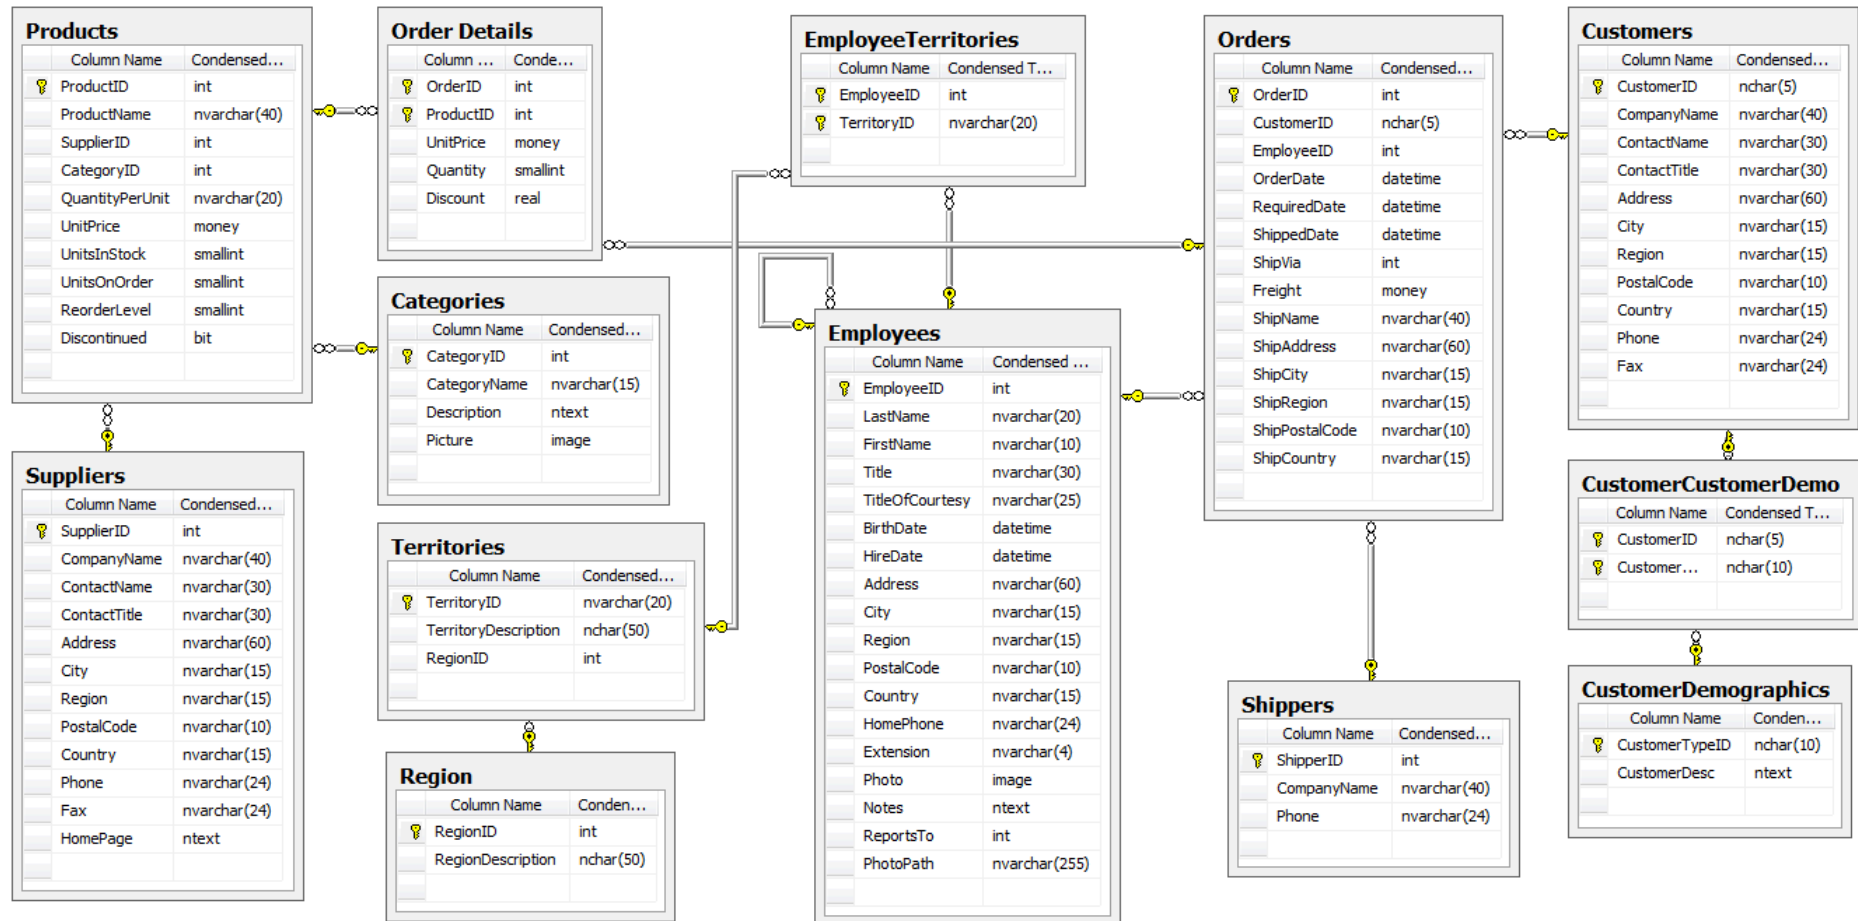 Products
Column Name Condensed...
ProductID int
ProductName nvarchar(40)
SupplierID int
CategoryID int
QuantityPerUnit nvarchar(20)
UnitPrice money
UnitsInStock smallint
UnitsOnOrder smallint
ReorderLevel smallint
Discontinued bit
Order Details
Column ... Conde...
OrderID int
ProductID int
UnitPrice money
Quantity smallint
Discount real
EmployeeTerritories
Column Name Condensed T...
EmployeeID int
TerritoryID nvarchar(20)
Orders
Column Name Condensed...
OrderID int
CustomerID nchar(5)
EmployeeID int
OrderDate datetime
RequiredDate datetime
ShippedDate datetime
ShipVia int
Freight money
ShipName nvarchar(40)
ShipAddress nvarchar(60)
ShipCity nvarchar(15)
ShipRegion nvarchar(15)
ShipPostalCode nvarchar(10)
ShipCountry nvarchar(15)
Customers
Column Name Condensed...
CustomerID nchar(5)
CompanyName nvarchar(40)
ContactName nvarchar(30)
ContactTitle nvarchar(30)
Address nvarchar(60)
City nvarchar(15)
Region nvarchar(15)
PostalCode nvarchar(10)
Country nvarchar(15)
Phone nvarchar(24)
Fax nvarchar(24)
Categories
Column Name Condensed...
CategoryID int
CategoryName nvarchar(15)
Description ntext
Picture image
Employees
Column Name Condensed ...
EmployeeID int
LastName nvarchar(20)
FirstName nvarchar(10)
Title nvarchar(30)
TitleOfCourtesy nvarchar(25)
BirthDate datetime
HireDate datetime
Address nvarchar(60)
City nvarchar(15)
Region nvarchar(15)
PostalCode nvarchar(10)
Country nvarchar(15)
HomePhone nvarchar(24)
Extension nvarchar(4)
Photo image
Notes ntext
ReportsTo int
PhotoPath nvarchar(255)
Suppliers
Column Name Condensed...
SupplierID int
CompanyName nvarchar(40)
ContactName nvarchar(30)
ContactTitle nvarchar(30)
Address nvarchar(60)
City nvarchar(15)
Region nvarchar(15)
PostalCode nvarchar(10)
Country nvarchar(15)
Phone nvarchar(24)
Fax nvarchar(24)
HomePage ntext
Territories
Column Name Condensed...
TerritoryID nvarchar(20)
TerritoryDescription nchar(50)
RegionID int
Region
Column Name Conden...
RegionID int
RegionDescription nchar(50)
CustomerCustomerDemo
Column Name Condensed T...
CustomerID nchar(5)
Customer... nchar(10)
Shippers
Column Name Condensed...
ShipperID int
CompanyName nvarchar(40)
Phone nvarchar(24)
CustomerDemographics
Column Name Conden...
CustomerTypeID nchar(10)
CustomerDesc ntext